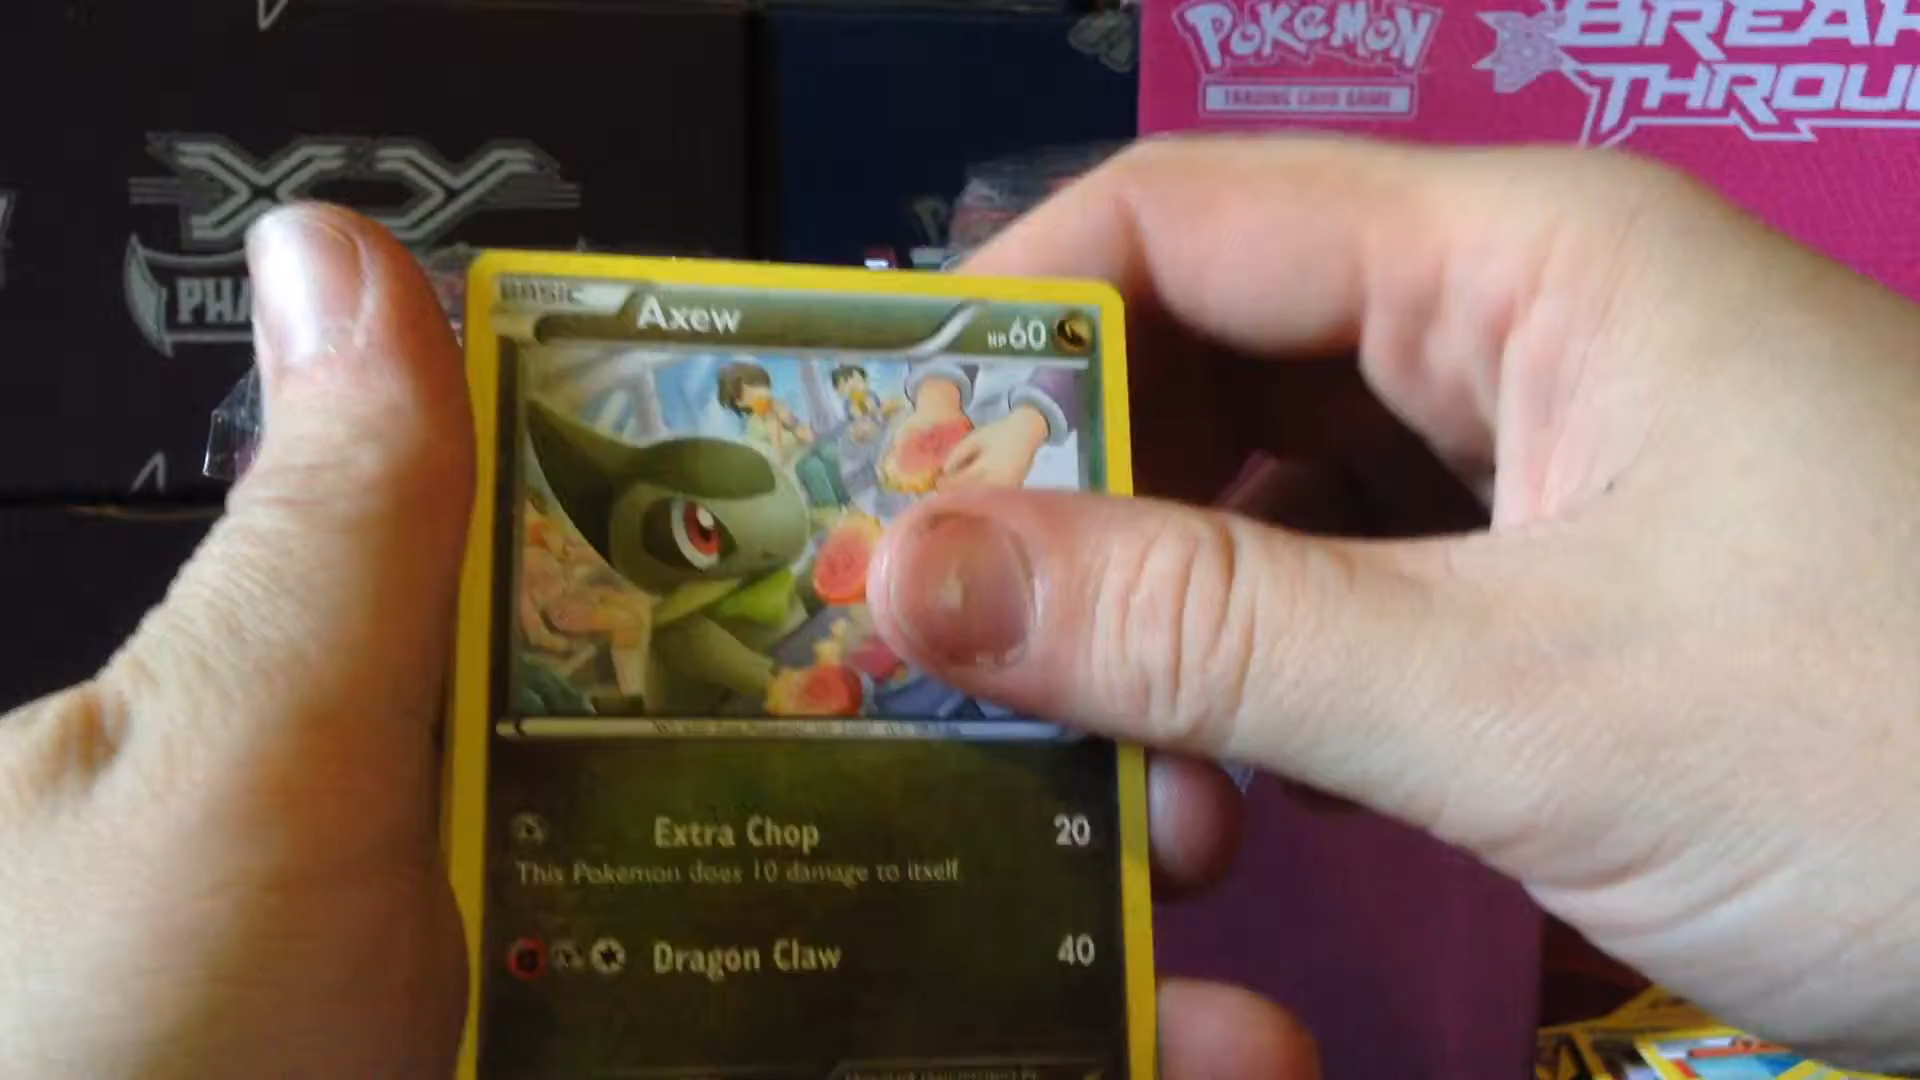 POKéMON
TRADING CARD GAME
BREAK
THROU
XY
PHA
BASIC
Axew
HP60
Extra Chop 20
This Pokémon does 10 damage to itself
Dragon Claw 40